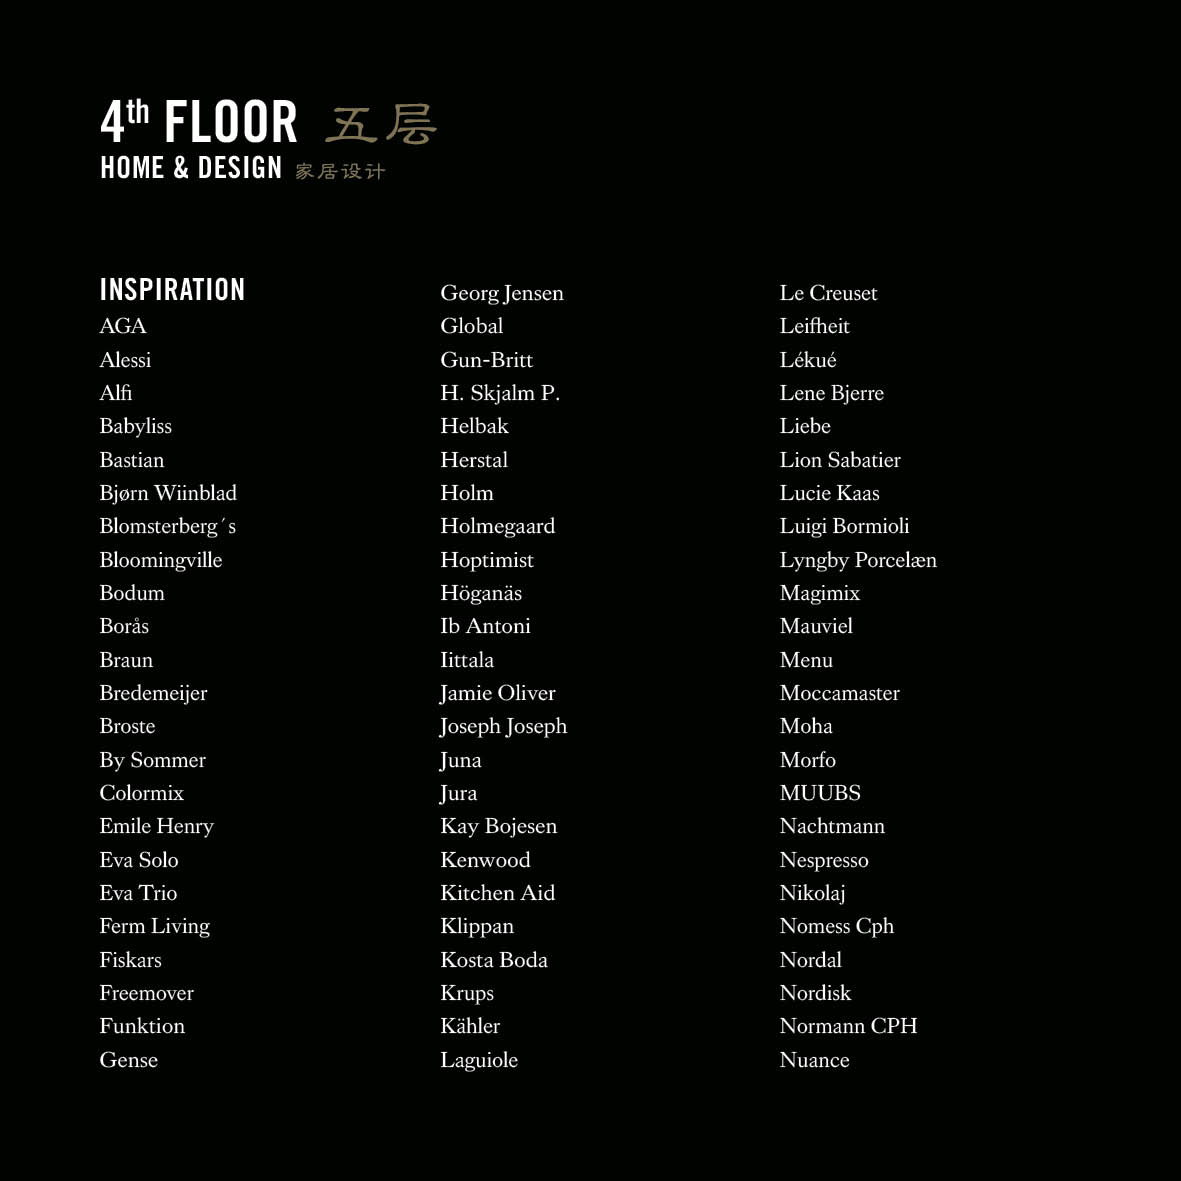 4th FLOOR 五层
HOME & DESIGN 家居设计
INSPIRATION
AGA
Alessi
Alfi
Babyliss
Bastian
Bjørn Wiinblad
Blomsterberg´s
Bloomingville
Bodum
Borås
Braun
Bredemeijer
Broste
By Sommer
Colormix
Emile Henry
Eva Solo
Eva Trio
Ferm Living
Fiskars
Freemover
Funktion
Gense
Georg Jensen
Global
Gun-Britt
H. Skjalm P.
Helbak
Herstal
Holm
Holmegaard
Hoptimist
Höganäs
Ib Antoni
Iittala
Jamie Oliver
Joseph Joseph
Juna
Jura
Kay Bojesen
Kenwood
Kitchen Aid
Klippan
Kosta Boda
Krups
Kähler
Laguiole
Le Creuset
Leifheit
Lékué
Lene Bjerre
Liebe
Lion Sabatier
Lucie Kaas
Luigi Bormioli
Lyngby Porcelæn
Magimix
Mauviel
Menu
Moccamaster
Moha
Morfo
MUUBS
Nachtmann
Nespresso
Nikolaj
Nomess Cph
Nordal
Nordisk
Normann CPH
Nuance